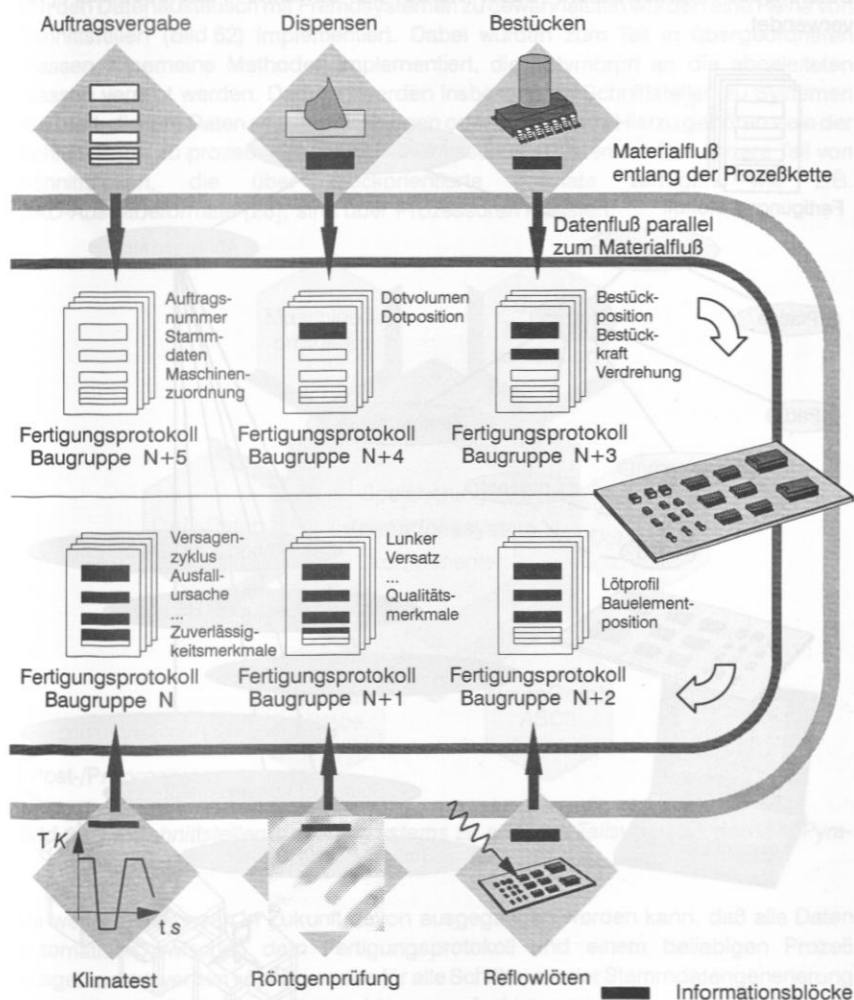 Auftragsvergabe
Dispensen
Bestücken
Materialfluß
entlang der Prozeßkette
Datenfluß parallel
zum Materialfluß
Auftrags-
nummer
Stamm-
daten
Maschinen-
zuordnung
Dotvolumen
Dotposition
Bestück-
position
Bestück-
kraft
Verdrehung
Fertigungsprotokoll
Baugruppe N+5
Fertigungsprotokoll
Baugruppe N+4
Fertigungsprotokoll
Baugruppe N+3
Versagen-
zyklus
Ausfall-
ursache
...
Zuverlässig-
keitsmerkmale
Lunker
Versatz
...
Qualitäts-
merkmale
Lötprofil
Bauelement-
position
Fertigungsprotokoll
Baugruppe N
Fertigungsprotokoll
Baugruppe N+1
Fertigungsprotokoll
Baugruppe N+2
T K
t s
Klimatest
Röntgenprüfung
Reflowlöten
Informationsblöcke